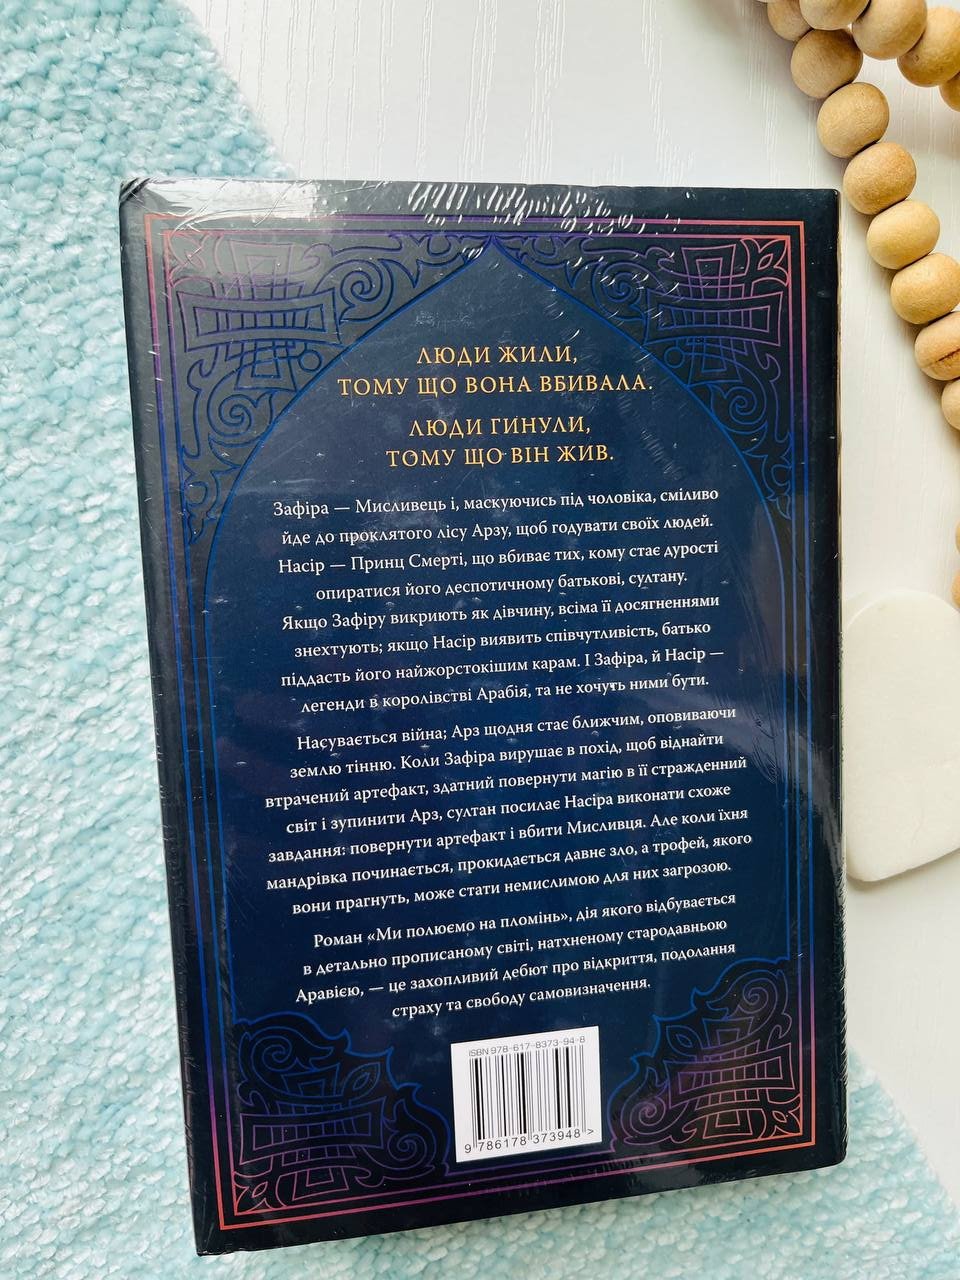 ЛЮДИ ЖИЛИ,
ТОМУ ЩО ВОНА ВБИВАЛА.
ЛЮДИ ГИНУЛИ,
ТОМУ ЩО ВІН ЖИВ.
Зафіра — Мисливець і, маскуючись під чоловіка, сміливо
йде до проклятого лісу Арзу, щоб годувати своїх людей.
Насір — Принц Смерті, що вбиває тих, кому стає дурості
опиратися його деспотичному батькові, султану.
Якщо Зафіру викриють як дівчину, всіма її досягненнями
знехтують; якщо Насір виявить співчутливість, батько
піддасть його найжорстокішим карам. І Зафіра, й Насір —
легенди в королівстві Аравія, та не хочуть ними бути.
Насувається війна; Арз щодня стає ближчим, оповиваючи
землю тінню. Коли Зафіра вирушає в похід, щоб віднайти
втрачений артефакт, здатний повернути магію в її стражденний
світ і зупинити Арз, султан посилає Насіра виконати схоже
завдання: повернути артефакт і вбити Мисливця. Але коли їхня
мандрівка починається, прокидається давнє зло, а трофей, якого
вони прагнуть, може стати немислимою для них загрозою.
Роман «Ми полюємо на пломінь», дія якого відбувається
в детально прописаному світі, натхненому стародавньою
Аравією, — це захопливий дебют про відкриття, подолання
страху та свободу самовизначення.
ISBN 978-617-8373-94-8
9 786178 373948 >